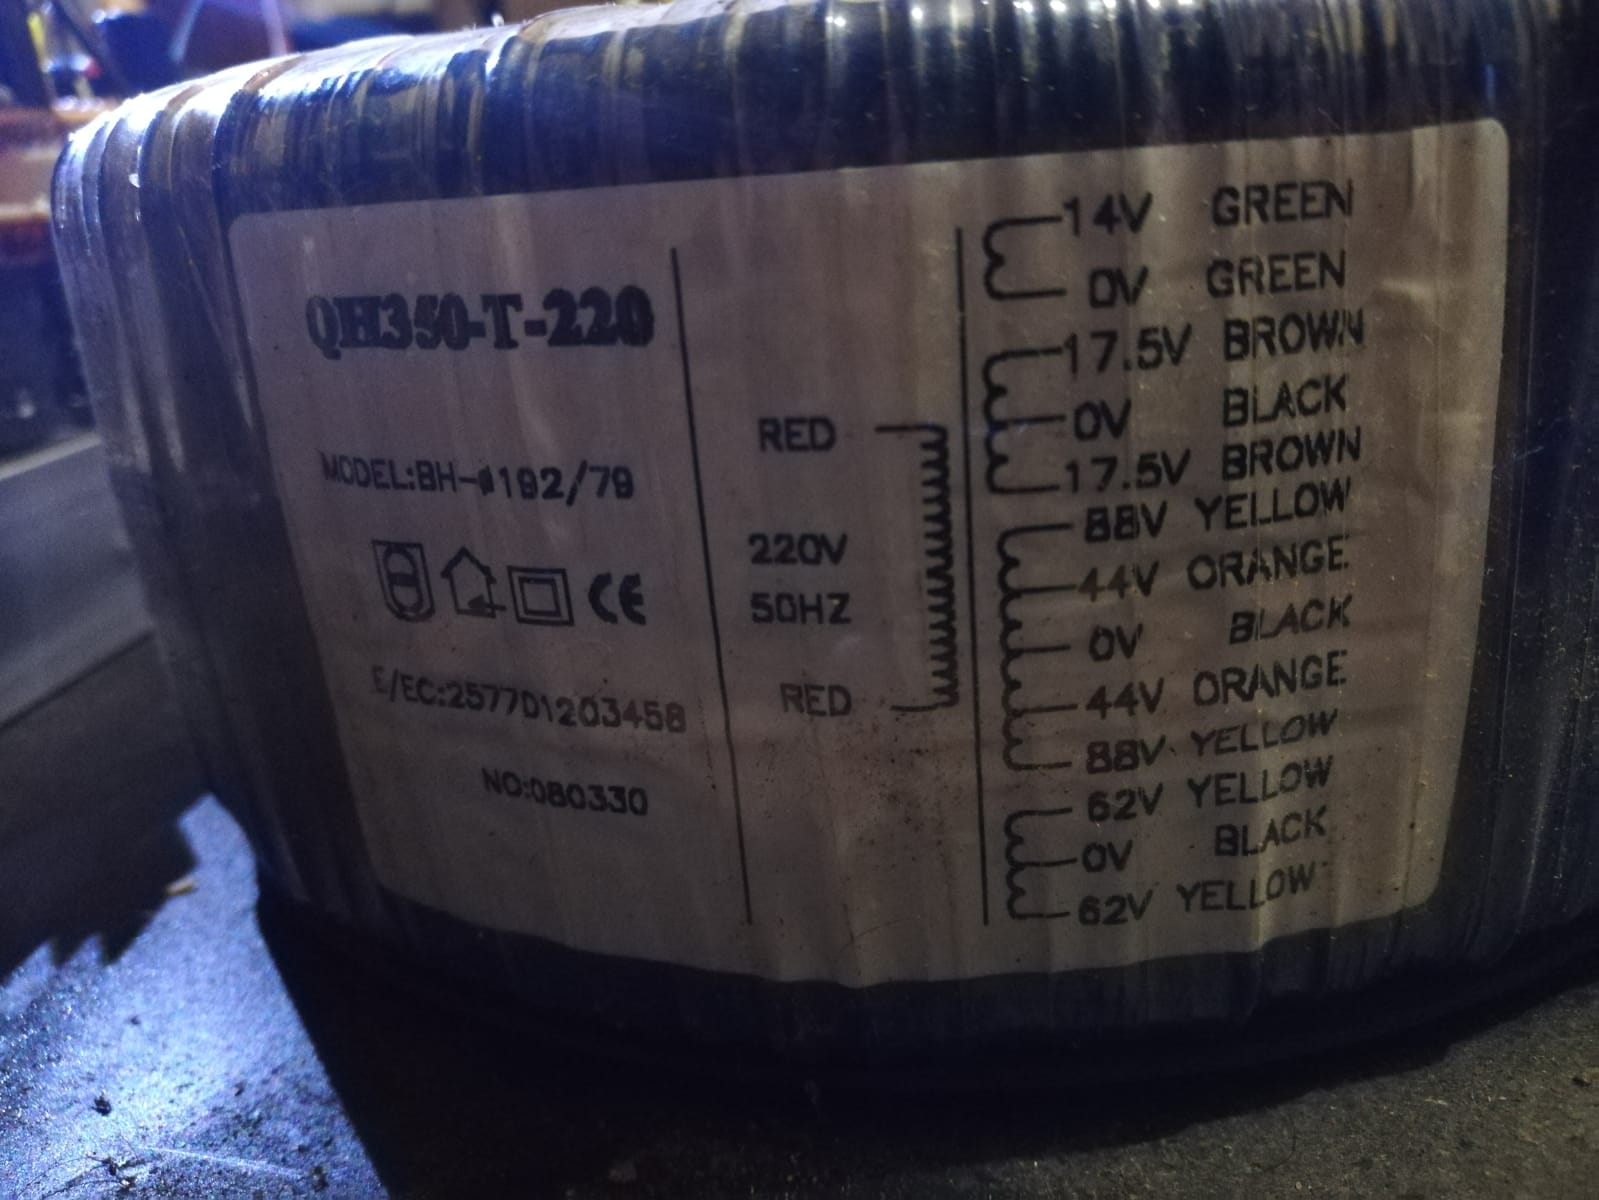 QH350-T-220
MODEL:BH-192/79
CE
E/EC:2577D1203458
NO:080330
RED
220V
50HZ
RED
14V GREEN
0V GREEN
17.5V BROWN
0V BLACK
17.5V BROWN
88V YELLOW
44V ORANGE
0V BLACK
44V ORANGE
88V YELLOW
62V YELLOW
0V BLACK
62V YELLOW